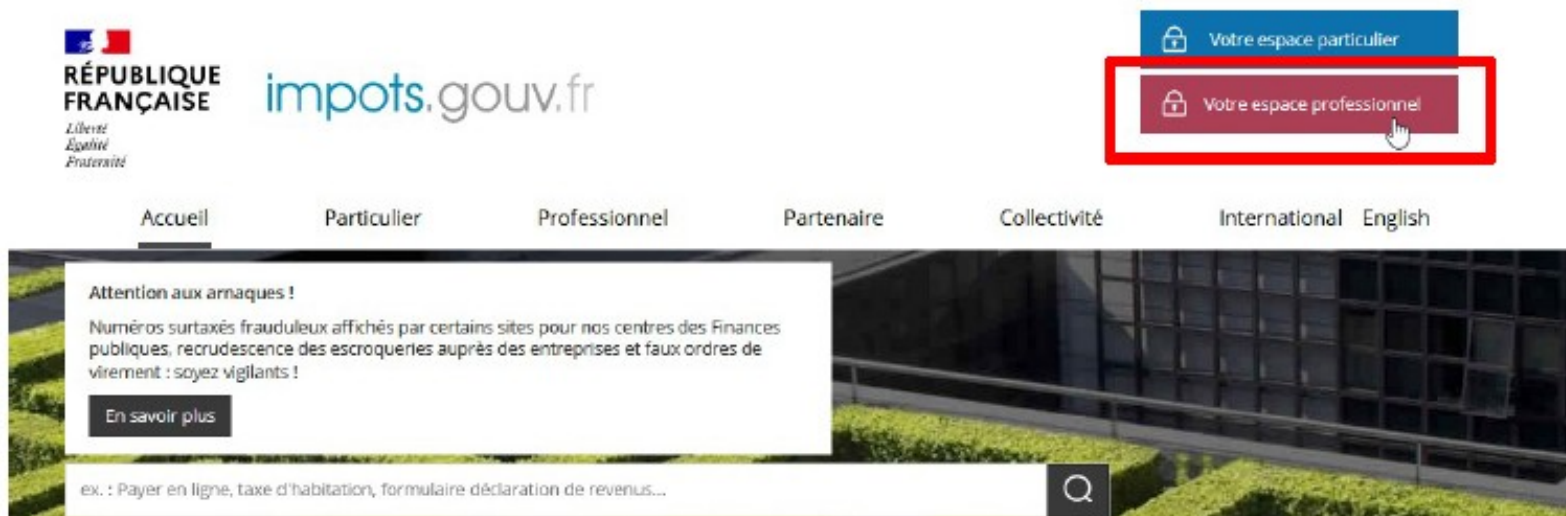 Votre espace particulier
RÉPUBLIQUE
FRANÇAISE
Liberté
Égalité
Fraternité
impots.gouv.fr
Votre espace professionnel
Accueil Particulier Professionnel Partenaire Collectivité International English
Attention aux arnaques !
Numéros surtaxés frauduleux affichés par certains sites pour nos centres des Finances
publiques, recrudescence des escroqueries auprès des entreprises et faux ordres de
virement : soyez vigilants !
En savoir plus
ex. : Payer en ligne, taxe d'habitation, formulaire déclaration de revenus...